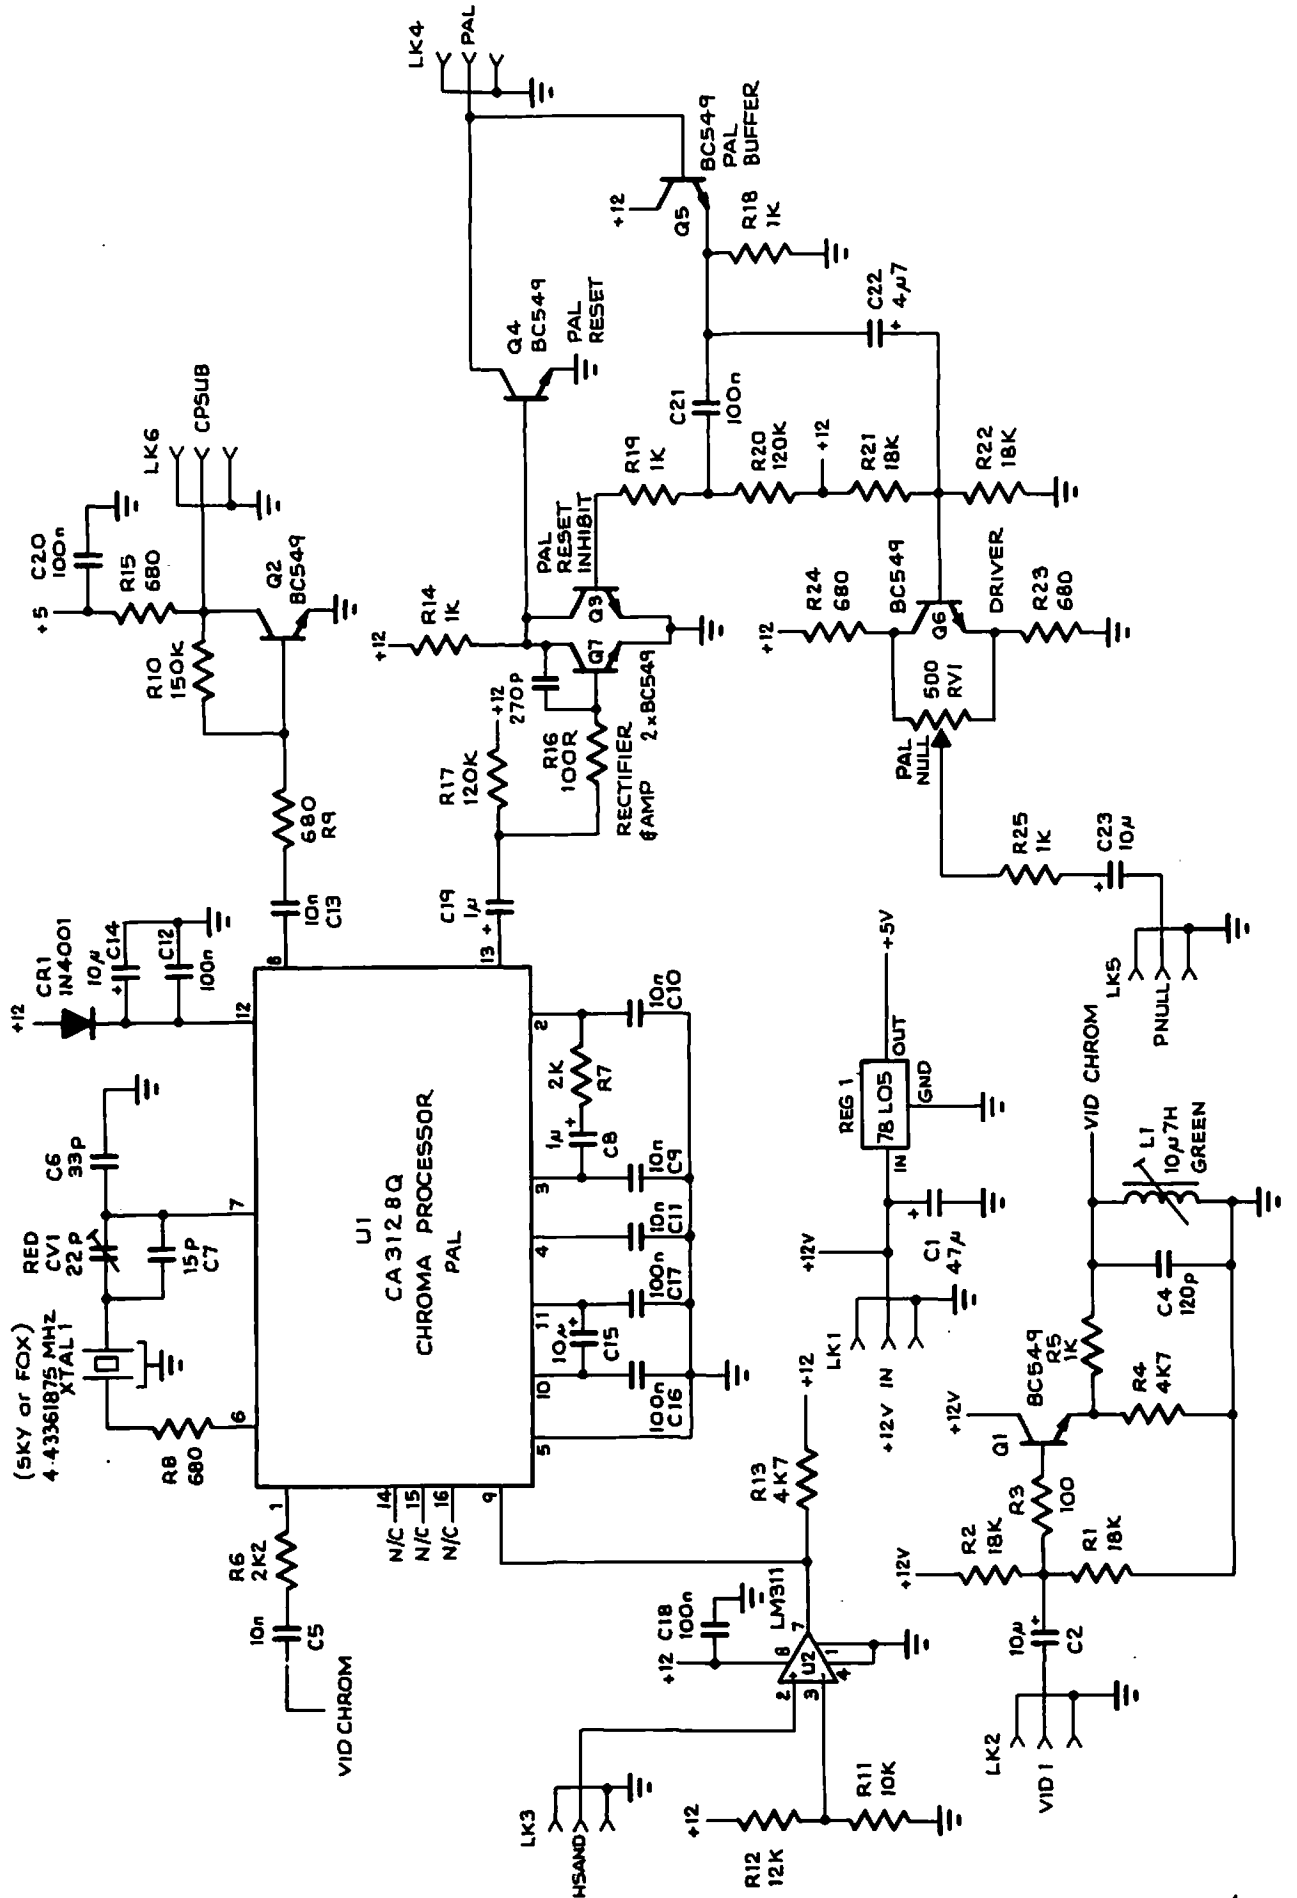 (SKY or FOX)
4.43361875 MHZ
XTAL1
RED
CV1
22P
15P
C7
C6
33P
+12
CR1
1N4001
10µ
C14
+
C12
100n
R8
680
6
7
12
R6
2K2
10n
C5
VID CHROM
1
N/C 14
N/C 15
N/C 16
9
U1
CA3128Q
CHROMA PROCESSOR
PAL
8
10n
C13
680
R9
R10
150K
+5
C20
100n
R15
680
Q2
BC549
LK6
CPSUB
13
C19
1µ
+
R17
120K
+12
270P
R16
100R
RECTIFIER
&AMP
2xBC549
Q7
Q3
+12
R14
1K
PAL
RESET
INHIBIT
Q4
BC549
PAL
RESET
LK4
PAL
+12
Q5
BC549
PAL
BUFFER
R18
1K
C21
100n
C22
4µ7
+
R19
1K
R20
120K
+12
R21
18K
R22
18K
+12
R24
680
BC549
Q6
DRIVER
R23
680
500
RV1
PAL
NULL
R25
1K
C23
10µ
+
LK5
PNULL
5
10
11
4
3
2
100n
C16
10µ
+
C15
100n
C17
10n
C11
10n
C9
1µ
+
C8
2K
R7
10n
C10
R13
4K7
+12
LK3
HSAND
+12
R12
12K
R11
10K
+12
C18
100n
LM311
U2
2
3
8
7
1
4
+
LK1
+12V IN
+12V
C1
47µ
+
REG 1
78L05
IN
OUT
GND
+5V
LK2
VID 1
10µ
+
C2
+12V
R2
18K
R1
18K
R3
100
+12V
Q1
BC549
R5
1K
R4
4K7
C4
120p
VID CHROM
L1
10µ7H
GREEN